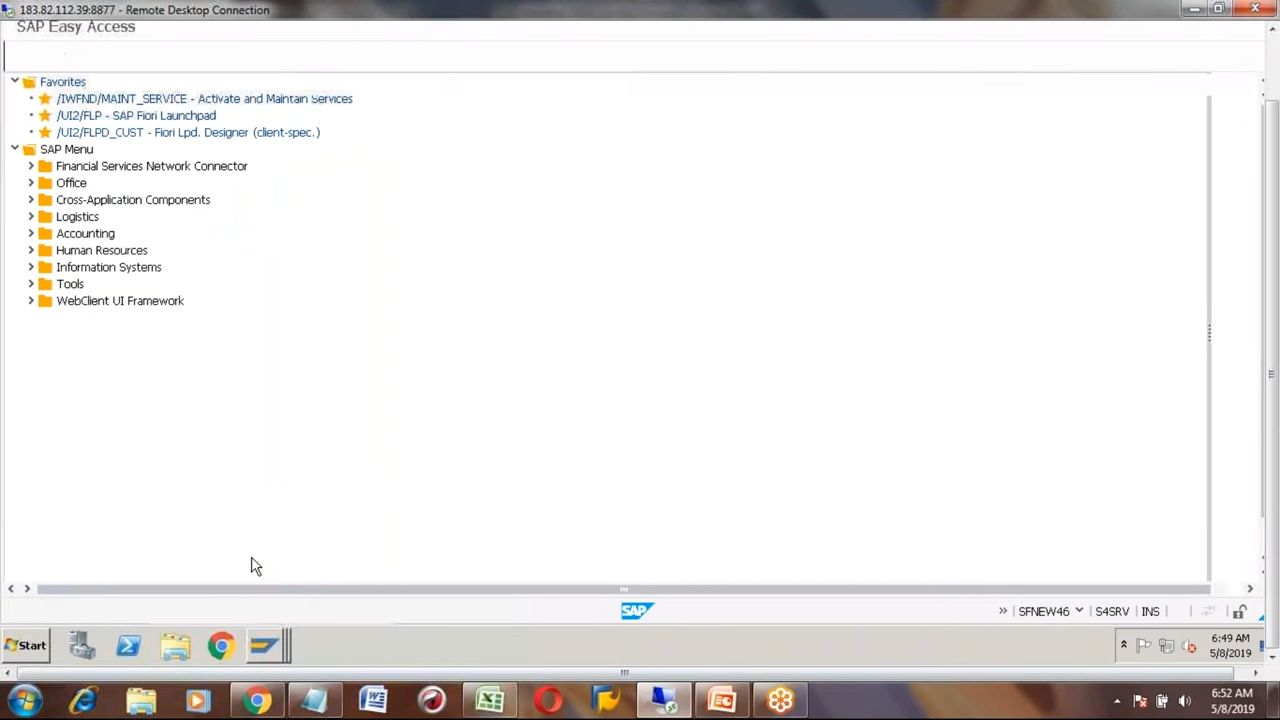 183.82.112.39:8877 - Remote Desktop Connection
SAP Easy Access
Favorites
/IWFND/MAINT_SERVICE - Activate and Maintain Services
/UI2/FLP - SAP Fiori Launchpad
/UI2/FLPD_CUST - Fiori Lpd. Designer (client-spec.)
SAP Menu
Financial Services Network Connector
Office
Cross-Application Components
Logistics
Accounting
Human Resources
Information Systems
Tools
WebClient UI Framework
SAP
SFNEW46 S4SRV INS
Start
6:49 AM
5/8/2019
6:52 AM
5/8/2019